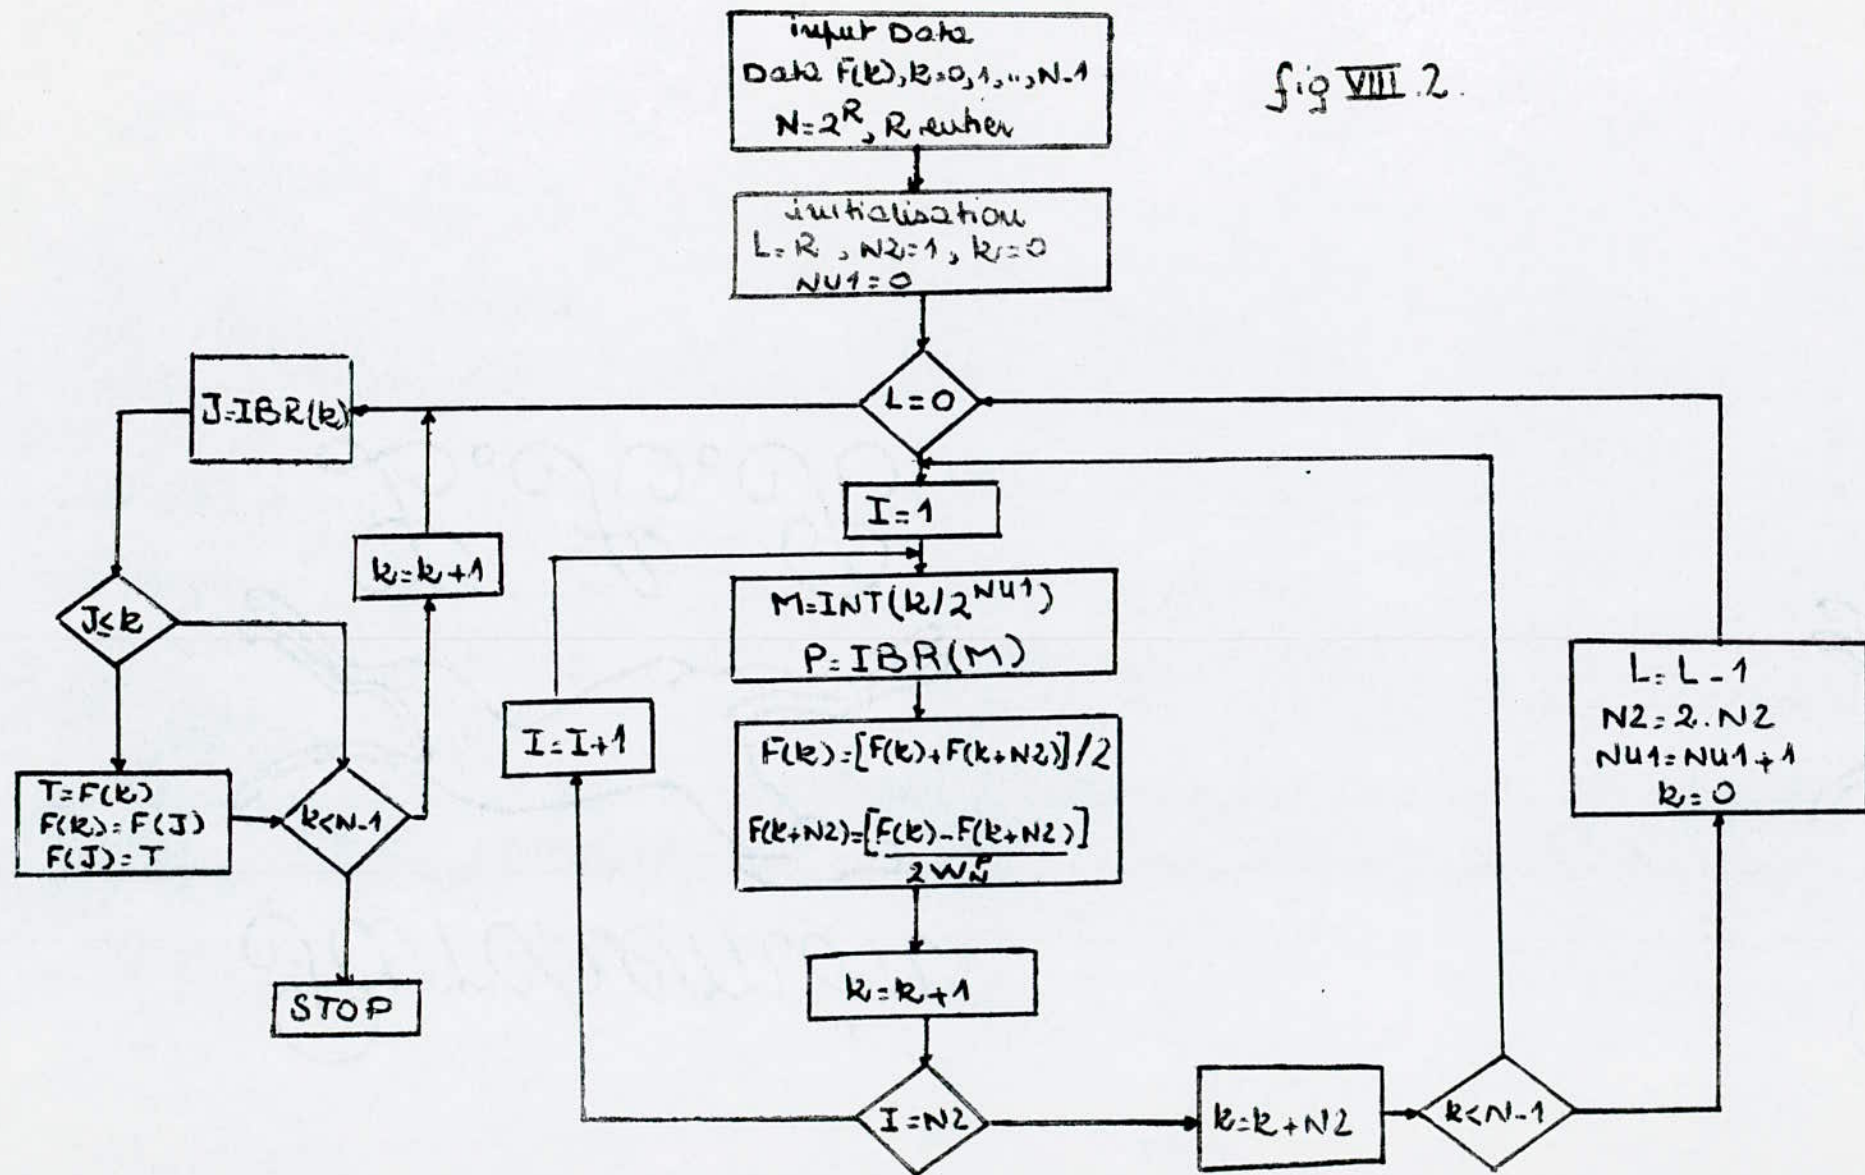 input Data
Data F(k), k=0,1,..,N-1
N=2^R, R entier
fig VIII.2.
initialisation
L=R, N2=1, k=0
NU1=0
L=0
J=IBR(k)
I=1
k=k+1
M=INT(k/2^NU1)
P=IBR(M)
J≤k
L=L-1
N2=2.N2
NU1=NU1+1
k=0
I=I+1
F(k)=[F(k)+F(k+N2)]/2
F(k+N2)=[F(k)-F(k+N2)]
2W_N^P
T=F(k)
F(k)=F(J)
F(J)=T
k<N-1
k=k+1
STOP
I=N2
k=k+N2
k<N-1